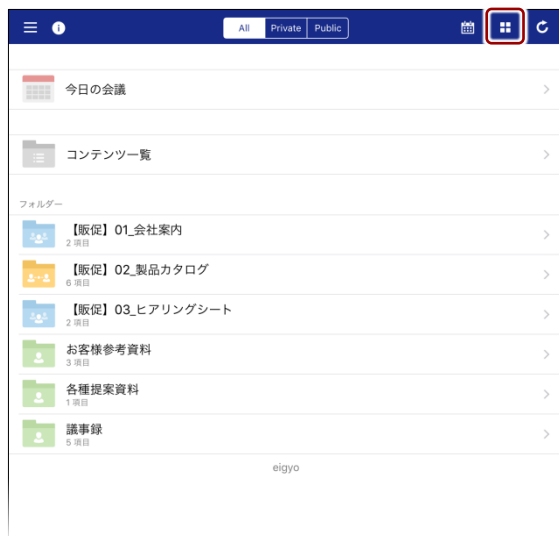 All Private Public
今日の会議
コンテンツ一覧
フォルダー
【販促】01_会社案内
2 項目
【販促】02_製品カタログ
6 項目
【販促】03_ヒアリングシート
2 項目
お客様参考資料
3 項目
各種提案資料
1 項目
議事録
5 項目
eigyo